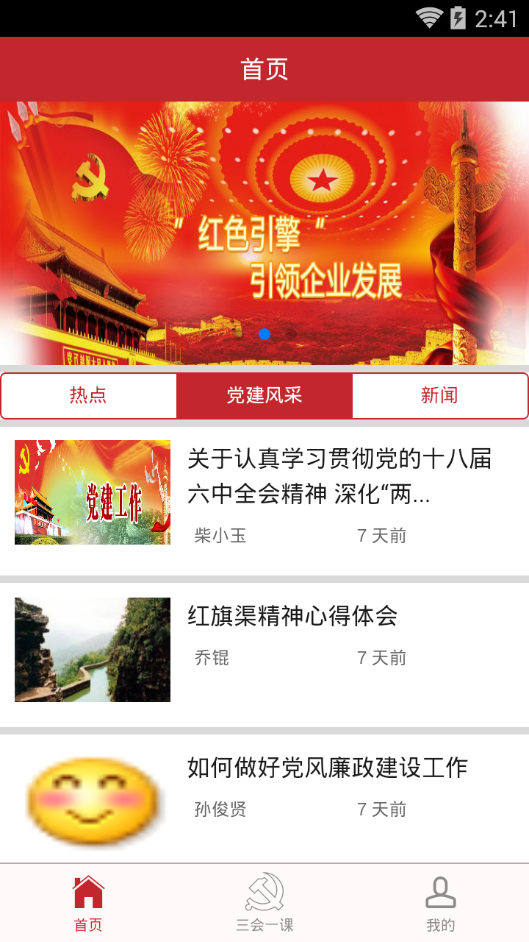 2:41
首页
"红色引擎"
引领企业发展
热点 党建风采 新闻
党建工作
关于认真学习贯彻党的十八届
六中全会精神 深化“两...
柴小玉 7 天前
红旗渠精神心得体会
乔锟 7 天前
如何做好党风廉政建设工作
孙俊贤 7 天前
首页 三会一课 我的